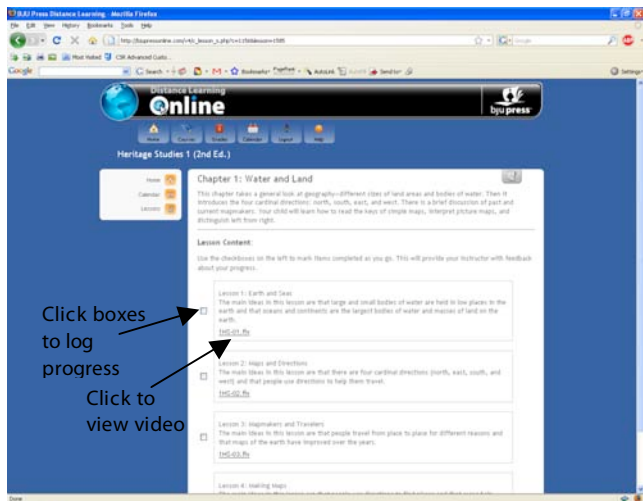 BJU Press Distance Learning - Mozilla Firefox
File Edit View History Bookmarks Tools Help
Most Visited CSR Advanced Custo...
Google Search Bookmarks PageRank AutoLink Send to Settings
Distance Learning
Online
bju press
Home Courses Grades Calendar Logout Help
Heritage Studies 1 (2nd Ed.)
Home
Calendar
Lessons
Chapter 1: Water and Land
This chapter takes a general look at geography—different sizes of land areas and bodies of water. Then it
introduces the four cardinal directions: north, south, east, and west. There is a brief discussion of past and
current mapmakers. Your child will learn how to read the keys of simple maps, interpret picture maps, and
distinguish left from right.
Lesson Content:
Use the checkboxes on the left to mark items completed as you go. This will provide your instructor with feedback
about your progress.
Lesson 1: Earth and Seas
The main ideas in this lesson are that large and small bodies of water are held in low places in the
earth and that oceans and continents are the largest bodies of water and masses of land on the
earth.
1HS-01.flv
Lesson 2: Maps and Directions
The main ideas in this lesson are that there are four cardinal directions (north, east, south, and
west) and that people use directions to help them travel.
1HS-02.flv
Lesson 3: Mapmakers and Travelers
The main ideas in this lesson are that people travel from place to place for different reasons and
that maps of the earth have improved over the years.
1HS-03.flv
Lesson 4: Making Maps
Click boxes
to log
progress
Click to
view video
Done